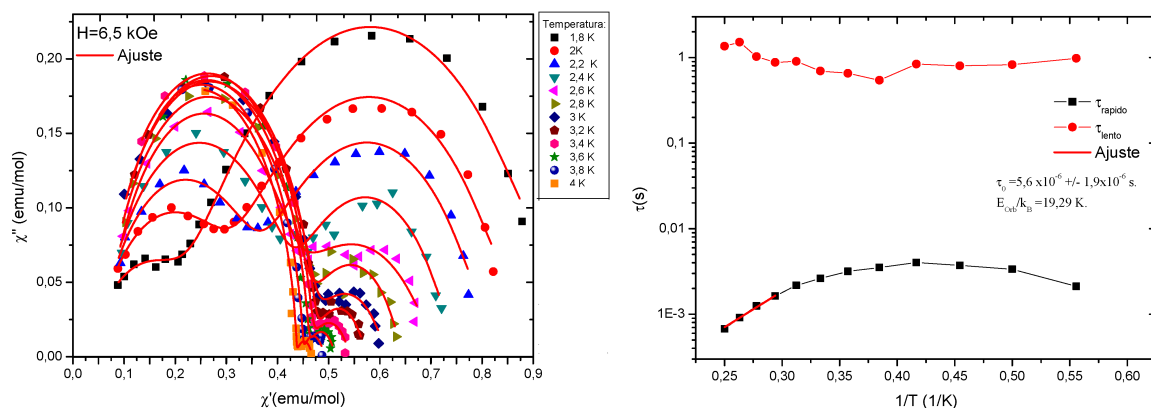 H=6,5 kOe
Ajuste
Temperatura:
1,8 K
2K
2,2 K
2,4 K
2,6 K
2,8 K
3 K
3,2 K
3,4 K
3,6 K
3,8 K
4 K
0,20
0,15
0,10
0,05
0,00
χ''(emu/mol)
0,0 0,1 0,2 0,3 0,4 0,5 0,6 0,7 0,8 0,9
χ'(emu/mol)
10
1
0,1
0,01
1E-3
τ(s)
τrapido
τlento
Ajuste
τ0 =5,6 x10-6 +/- 1,9x10-6 s.
EOrb/kB =19,29 K.
0,25 0,30 0,35 0,40 0,45 0,50 0,55 0,60
1/T (1/K)